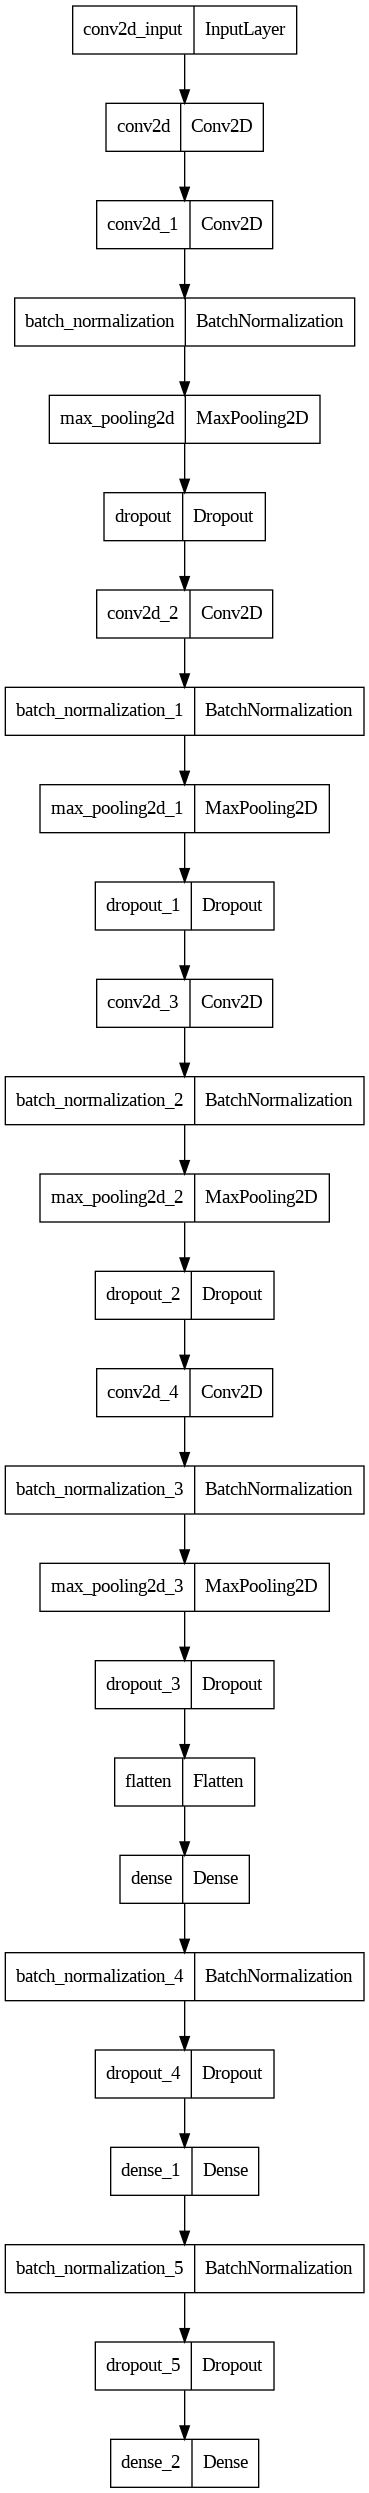 conv2d_input InputLayer
conv2d Conv2D
conv2d_1 Conv2D
batch_normalization BatchNormalization
max_pooling2d MaxPooling2D
dropout Dropout
conv2d_2 Conv2D
batch_normalization_1 BatchNormalization
max_pooling2d_1 MaxPooling2D
dropout_1 Dropout
conv2d_3 Conv2D
batch_normalization_2 BatchNormalization
max_pooling2d_2 MaxPooling2D
dropout_2 Dropout
conv2d_4 Conv2D
batch_normalization_3 BatchNormalization
max_pooling2d_3 MaxPooling2D
dropout_3 Dropout
flatten Flatten
dense Dense
batch_normalization_4 BatchNormalization
dropout_4 Dropout
dense_1 Dense
batch_normalization_5 BatchNormalization
dropout_5 Dropout
dense_2 Dense